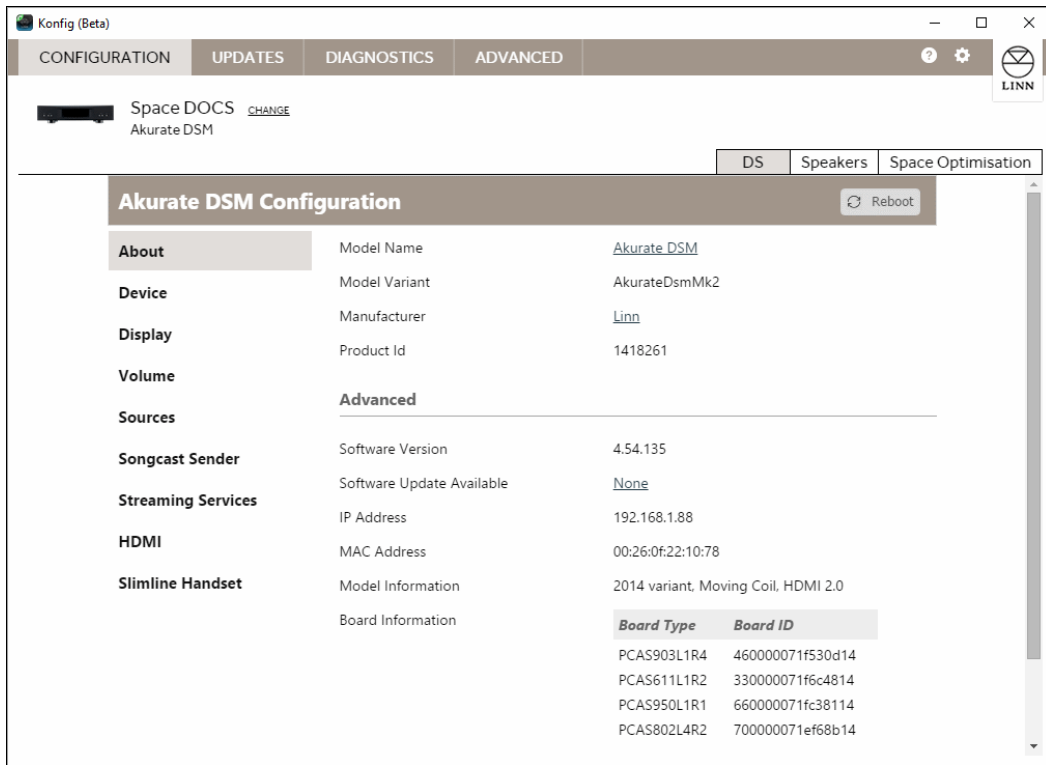 Konfig (Beta)
CONFIGURATION UPDATES DIAGNOSTICS ADVANCED ?
LINN
Space DOCS CHANGE
Akurate DSM
DS Speakers Space Optimisation
Akurate DSM Configuration Reboot
About Model Name Akurate DSM
Model Variant AkurateDsmMk2
Device
Manufacturer Linn
Display
Product Id 1418261
Volume
Advanced
Sources
Software Version 4.54.135
Songcast Sender
Software Update Available None
Streaming Services
IP Address 192.168.1.88
HDMI
MAC Address 00:26:0f:22:10:78
Slimline Handset Model Information 2014 variant, Moving Coil, HDMI 2.0
Board Information Board Type Board ID
PCAS903L1R4 460000071f530d14
PCAS611L1R2 330000071f6c4814
PCAS950L1R1 660000071fc38114
PCAS802L4R2 700000071ef68b14